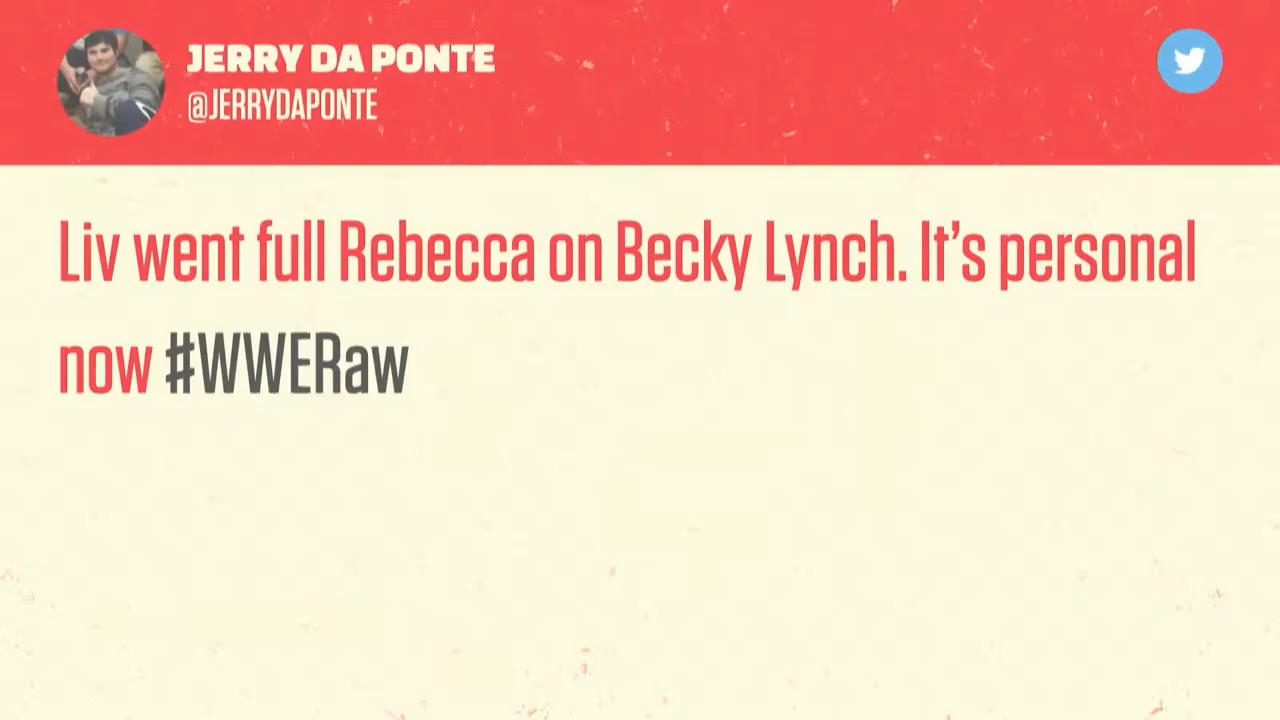 JERRY DA PONTE
@JERRYDAPONTE
Liv went full Rebecca on Becky Lynch. It’s personal
now #WWERaw